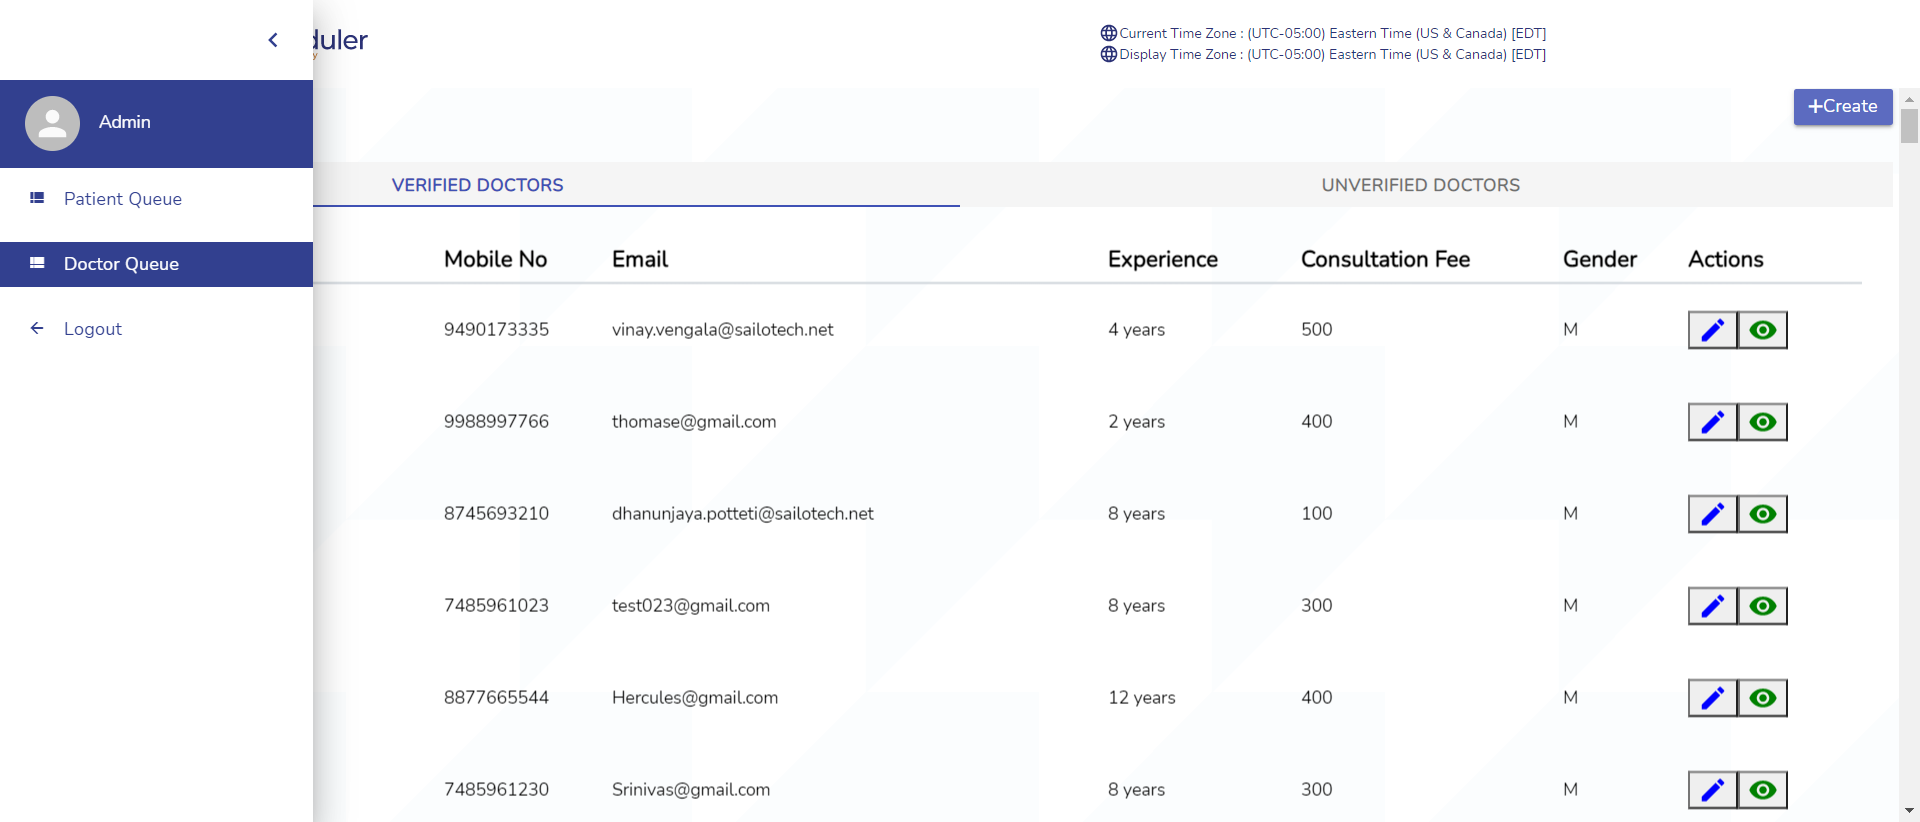 duler
Current Time Zone : (UTC-05:00) Eastern Time (US & Canada) [EDT]
Display Time Zone : (UTC-05:00) Eastern Time (US & Canada) [EDT]
Admin
Patient Queue
Doctor Queue
Logout
+Create
VERIFIED DOCTORS UNVERIFIED DOCTORS
Mobile No Email Experience Consultation Fee Gender Actions
9490173335 vinay.vengala@sailotech.net 4 years 500 M
9988997766 thomase@gmail.com 2 years 400 M
8745693210 dhanunjaya.potteti@sailotech.net 8 years 100 M
7485961023 test023@gmail.com 8 years 300 M
8877665544 Hercules@gmail.com 12 years 400 M
7485961230 Srinivas@gmail.com 8 years 300 M